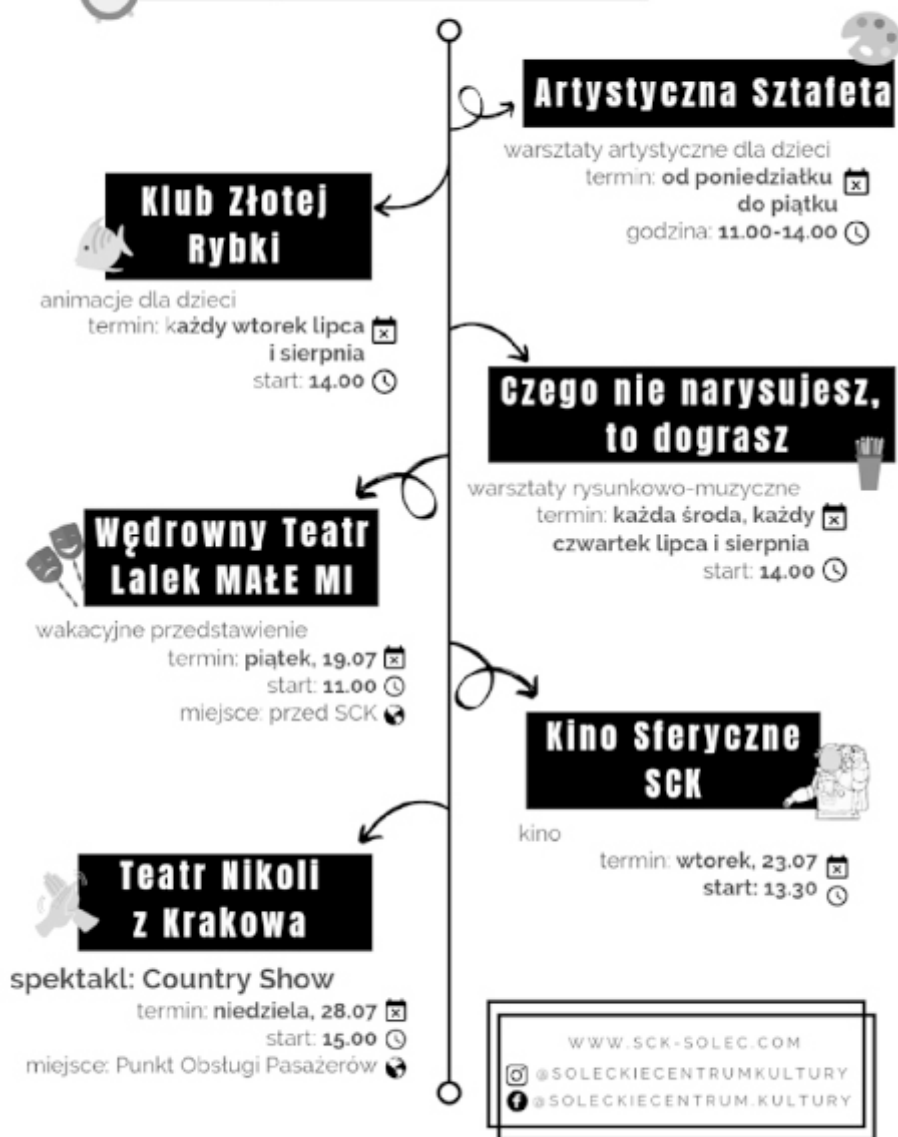 Artystyczna Sztafeta
warsztaty artystyczne dla dzieci
termin: od poniedziałku
do piątku
godzina: 11.00-14.00
Klub Złotej
Rybki
animacje dla dzieci
termin: każdy wtorek lipca
i sierpnia
start: 14.00
Czego nie narysujesz,
to dograsz
warsztaty rysunkowo-muzyczne
termin: każda środa, każdy
czwartek lipca i sierpnia
start: 14.00
Wędrowny Teatr
Lalek MAŁE MI
wakacyjne przedstawienie
termin: piątek, 19.07
start: 11.00
miejsce: przed SCK
Kino Sferyczne
SCK
kino
termin: wtorek, 23.07
start: 13.30
Teatr Nikoli
z Krakowa
spektakl: Country Show
termin: niedziela, 28.07
start: 15.00
miejsce: Punkt Obsługi Pasażerów
WWW.SCK-SOLEC.COM
@SOLECKIECENTRUMKULTURY
@SOLECKIECENTRUM.KULTURY